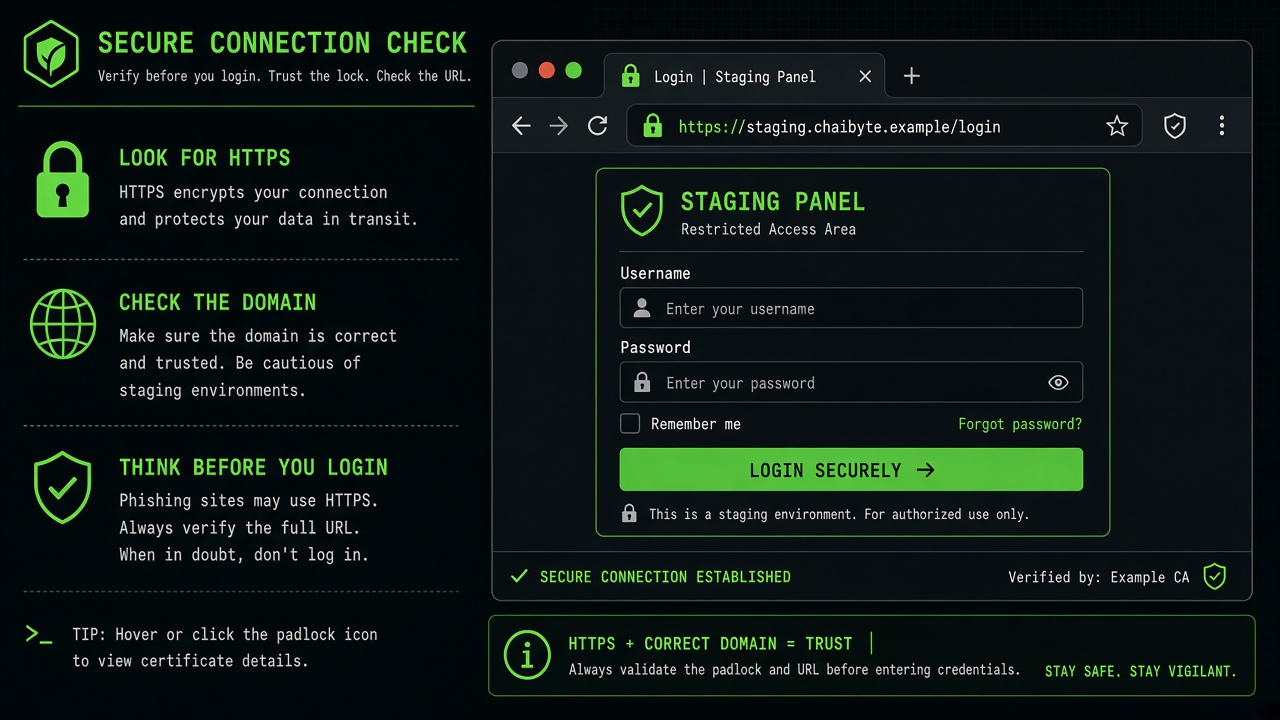 SECURE CONNECTION CHECK
Verify before you login. Trust the lock. Check the URL.
LOOK FOR HTTPS
HTTPS encrypts your connection
and protects your data in transit.
CHECK THE DOMAIN
Make sure the domain is correct
and trusted. Be cautious of
staging environments.
THINK BEFORE YOU LOGIN
Phishing sites may use HTTPS.
Always verify the full URL.
When in doubt, don't log in.
>_ TIP: Hover or click the padlock icon
to view certificate details.
Login | Staging Panel
https://staging.chaibyte.example/login
STAGING PANEL
Restricted Access Area
Username
Enter your username
Password
Enter your password
Remember me Forgot password?
LOGIN SECURELY →
This is a staging environment. For authorized use only.
SECURE CONNECTION ESTABLISHED Verified by: Example CA
HTTPS + CORRECT DOMAIN = TRUST |
Always validate the padlock and URL before entering credentials. STAY SAFE. STAY VIGILANT.